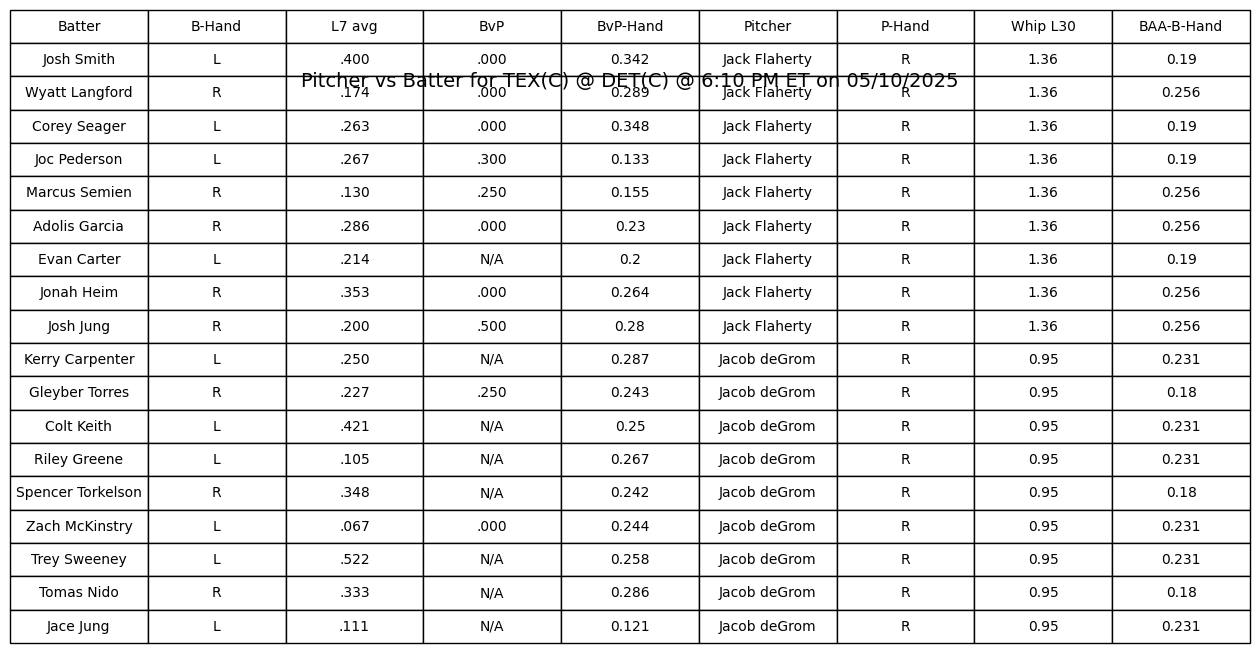 Batter B-Hand L7 avg BvP BvP-Hand Pitcher P-Hand Whip L30 BAA-B-Hand
Josh Smith L .400 .000 0.342 Jack Flaherty R 1.36 0.19
Pitcher vs Batter for TEX(C) @ DET(C) @ 6:10 PM ET on 05/10/2025
Wyatt Langford R .174 .000 0.289 Jack Flaherty R 1.36 0.256
Corey Seager L .263 .000 0.348 Jack Flaherty R 1.36 0.19
Joc Pederson L .267 .300 0.133 Jack Flaherty R 1.36 0.19
Marcus Semien R .130 .250 0.155 Jack Flaherty R 1.36 0.256
Adolis Garcia R .286 .000 0.23 Jack Flaherty R 1.36 0.256
Evan Carter L .214 N/A 0.2 Jack Flaherty R 1.36 0.19
Jonah Heim R .353 .000 0.264 Jack Flaherty R 1.36 0.256
Josh Jung R .200 .500 0.28 Jack Flaherty R 1.36 0.256
Kerry Carpenter L .250 N/A 0.287 Jacob deGrom R 0.95 0.231
Gleyber Torres R .227 .250 0.243 Jacob deGrom R 0.95 0.18
Colt Keith L .421 N/A 0.25 Jacob deGrom R 0.95 0.231
Riley Greene L .105 N/A 0.267 Jacob deGrom R 0.95 0.231
Spencer Torkelson R .348 N/A 0.242 Jacob deGrom R 0.95 0.18
Zach McKinstry L .067 .000 0.244 Jacob deGrom R 0.95 0.231
Trey Sweeney L .522 N/A 0.258 Jacob deGrom R 0.95 0.231
Tomas Nido R .333 N/A 0.286 Jacob deGrom R 0.95 0.18
Jace Jung L .111 N/A 0.121 Jacob deGrom R 0.95 0.231